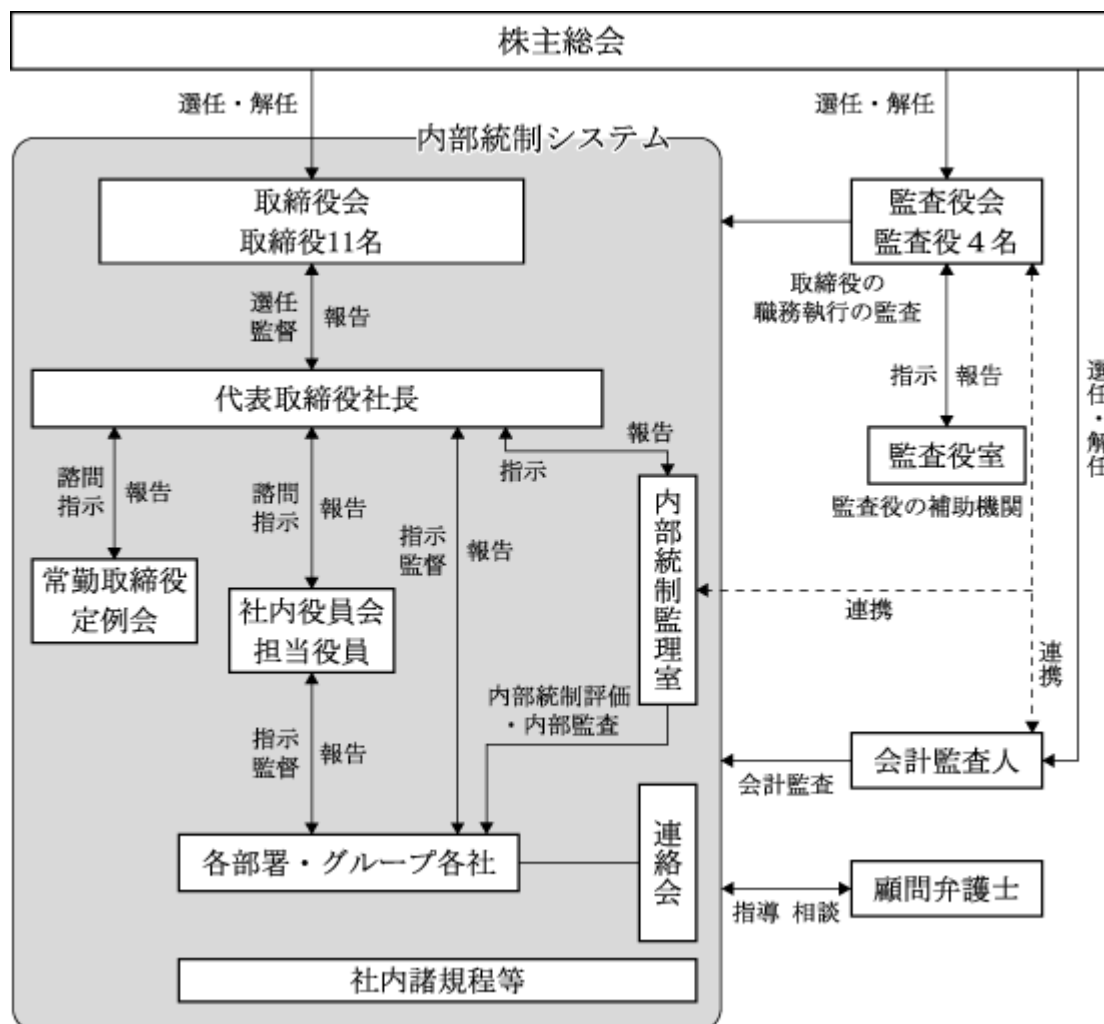 株主総会
選任・解任
選任・解任
内部統制システム
取締役会
取締役11名
監査役会
監査役4名
取締役の
職務執行の監査
選任
監督
報告
指示
報告
選任・解任
代表取締役社長
監査役室
監査役の補助機関
報告
指示
諮問
指示
報告
諮問
指示
報告
指示
監督
報告
内部統制監理室
常勤取締役
定例会
社内役員会
担当役員
連携
連携
内部統制評価
・内部監査
指示
監督
報告
会計監査人
会計監査
各部署・グループ各社
連絡会
顧問弁護士
指導 相談
社内諸規程等